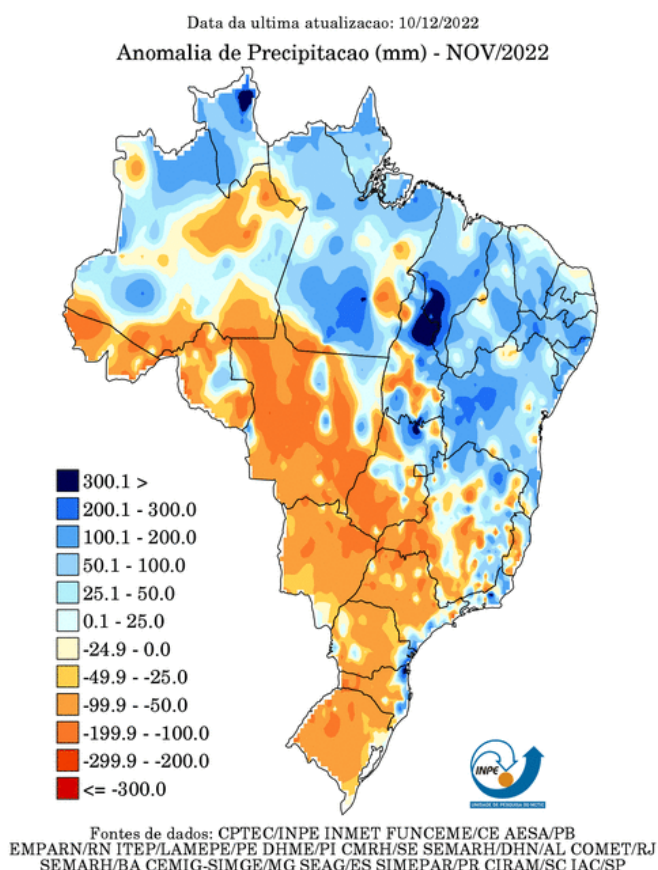 Data da ultima atualizacao: 10/12/2022
Anomalia de Precipitacao (mm) - NOV/2022
300.1 >
200.1 - 300.0
100.1 - 200.0
50.1 - 100.0
25.1 - 50.0
0.1 - 25.0
-24.9 - 0.0
-49.9 - -25.0
-99.9 - -50.0
-199.9 - -100.0
-299.9 - -200.0
<= -300.0
INPE
UNIDADE DE PESQUISA DO MCTIC
Fontes de dados: CPTEC/INPE INMET FUNCEME/CE AESA/PB
EMPARN/RN ITEP/LAMEPE/PE DHME/PI CMRH/SE SEMARH/DHN/AL COMET/RJ
SEMARH/BA CEMIG-SIMGE/MG SEAG/ES SIMEPAR/PR CIRAM/SC IAC/SP